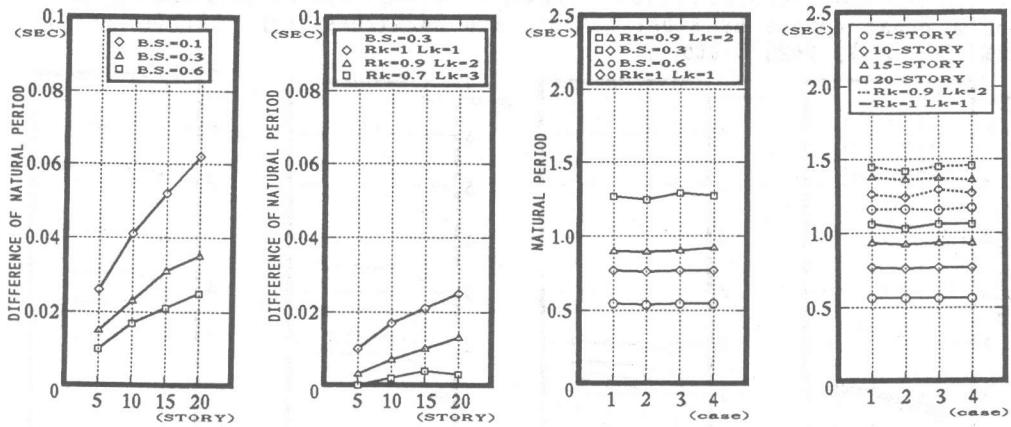 DIFFERENCE OF NATURAL PERIOD
(SEC)
0.1
0.08
0.06
0.04
0.02
0
B.S.=0.1
B.S.=0.3
B.S.=0.6
5 10 15 20
(STORY)
DIFFERENCE OF NATURAL PERIOD
(SEC)
0.1
0.08
0.06
0.04
0.02
0
B.S.=0.3
Rk=1 Lk=1
Rk=0.9 Lk=2
Rk=0.7 Lk=3
5 10 15 20
(STORY)
NATURAL PERIOD
(SEC)
2.5
2.0
1.5
1.0
0.5
0
Rk=0.9 Lk=2
B.S.=0.3
B.S.=0.6
Rk=1 Lk=1
1 2 3 4
(case)
(SEC)
2.5
2.0
1.5
1.0
0.5
0
5-STORY
10-STORY
15-STORY
20-STORY
Rk=0.9 Lk=2
Rk=1 Lk=1
1 2 3 4
(case)